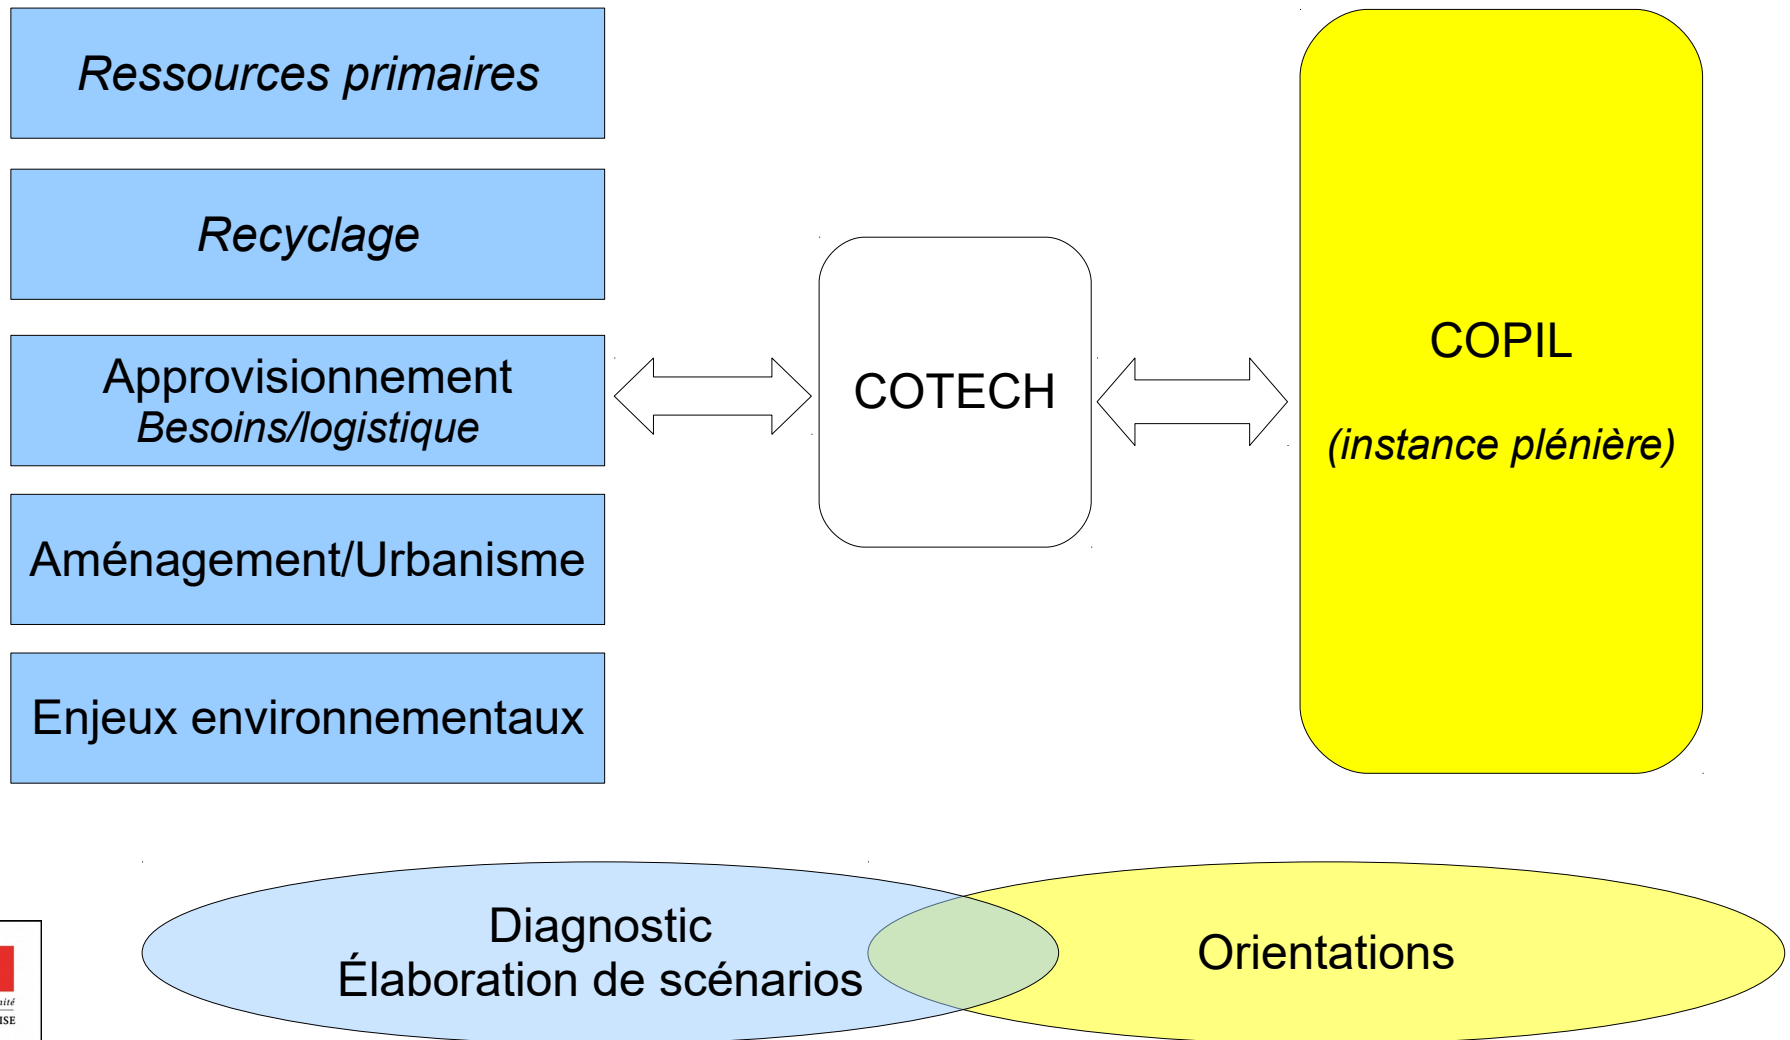 Ressources primaires
Recyclage
Approvisionnement
Besoins/logistique
Aménagement/Urbanisme
Enjeux environnementaux
COTECH
COPIL
(instance plénière)
Diagnostic
Élaboration de scénarios
Orientations